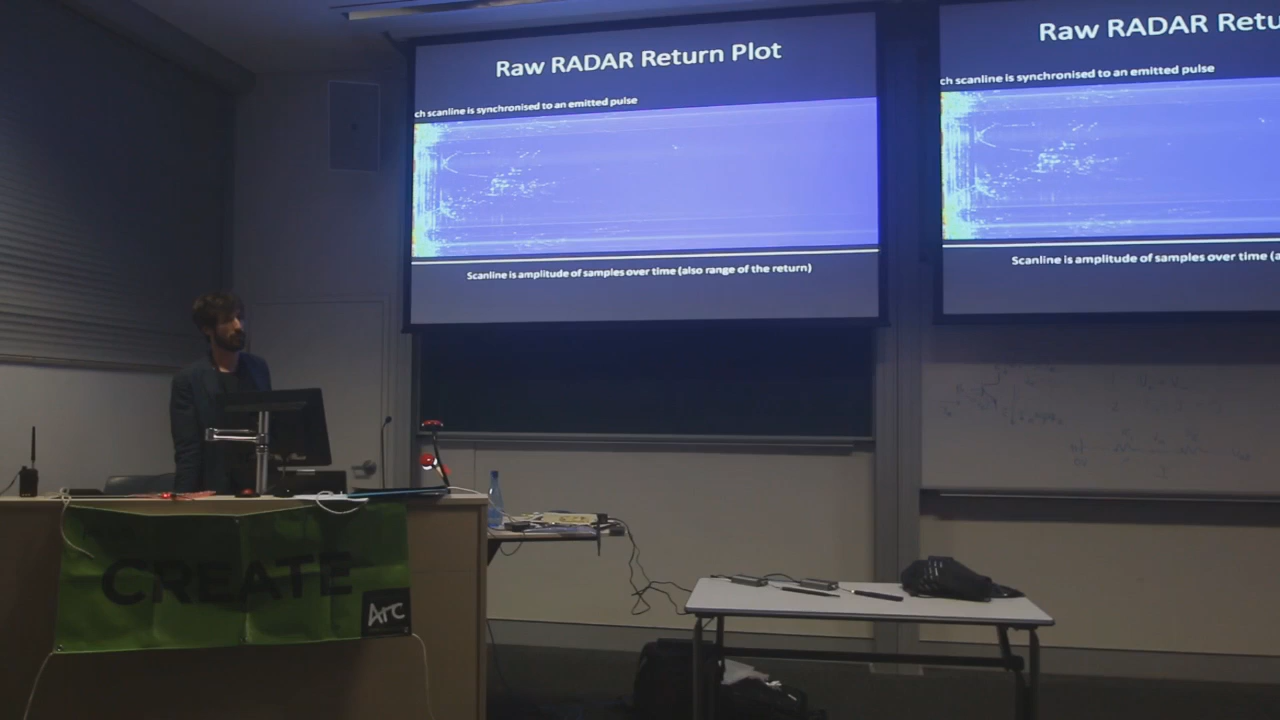 Raw RADAR Return Plot
ch scanline is synchronised to an emitted pulse
Scanline is amplitude of samples over time (also range of the return)
Raw RADAR Retu
ch scanline is synchronised to an emitted pulse
Scanline is amplitude of samples over time (a
CREATE
Arc